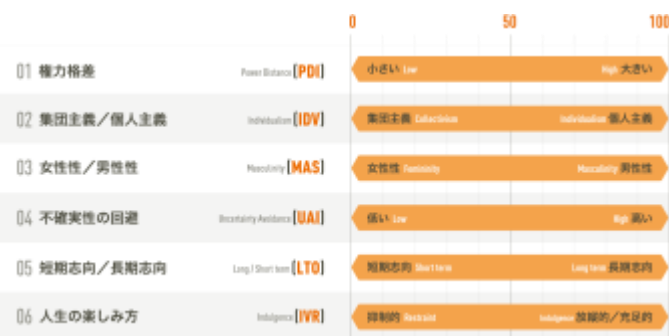 0 50 100
01 権力格差 Power Distance [PDI] 小さい Low High 大きい
02 集団主義/個人主義 Individualism [IDV] 集団主義 Collectivism Individualism 個人主義
03 女性性/男性性 Masculinity [MAS] 女性性 Femininity Masculinity 男性性
04 不確実性の回避 Uncertainty Avoidance [UAI] 低い Low High 高い
05 短期志向/長期志向 Long / Short term [LTO] 短期志向 Short term Long term 長期志向
06 人生の楽しみ方 Indulgence [IVR] 抑制的 Restraint Indulgence 放縦的/充足的